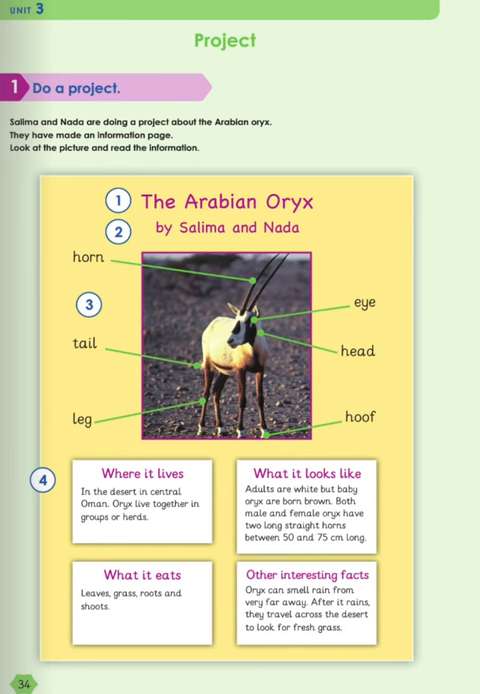 UNIT 3
Project
1 Do a project.
Salima and Nada are doing a project about the Arabian oryx.
They have made an information page.
Look at the picture and read the information.
1 The Arabian Oryx
2 by Salima and Nada
horn
3
eye
tail
head
leg
hoof
4
Where it lives
In the desert in central
Oman. Oryx live together in
groups or herds.
What it looks like
Adults are white but baby
oryx are born brown. Both
male and female oryx have
two long straight horns
between 50 and 75 cm long.
What it eats
Leaves, grass, roots and
shoots.
Other interesting facts
Oryx can smell rain from
very far away. After it rains,
they travel across the desert
to look for fresh grass.
34